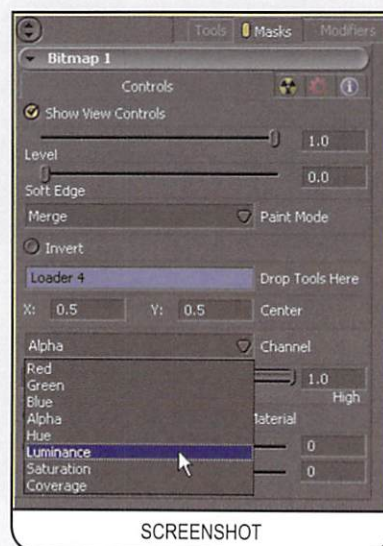 Tools Masks Modifiers
Bitmap 1
Controls
Show View Controls
1.0
Level
0.0
Soft Edge
Merge Paint Mode
Invert
Loader 4 Drop Tools Here
X: 0.5 Y: 0.5 Center
Alpha Channel
Red
Green
Blue
Alpha
Hue
Luminance
Saturation
Coverage
1.0
High
Material
0
0
SCREENSHOT